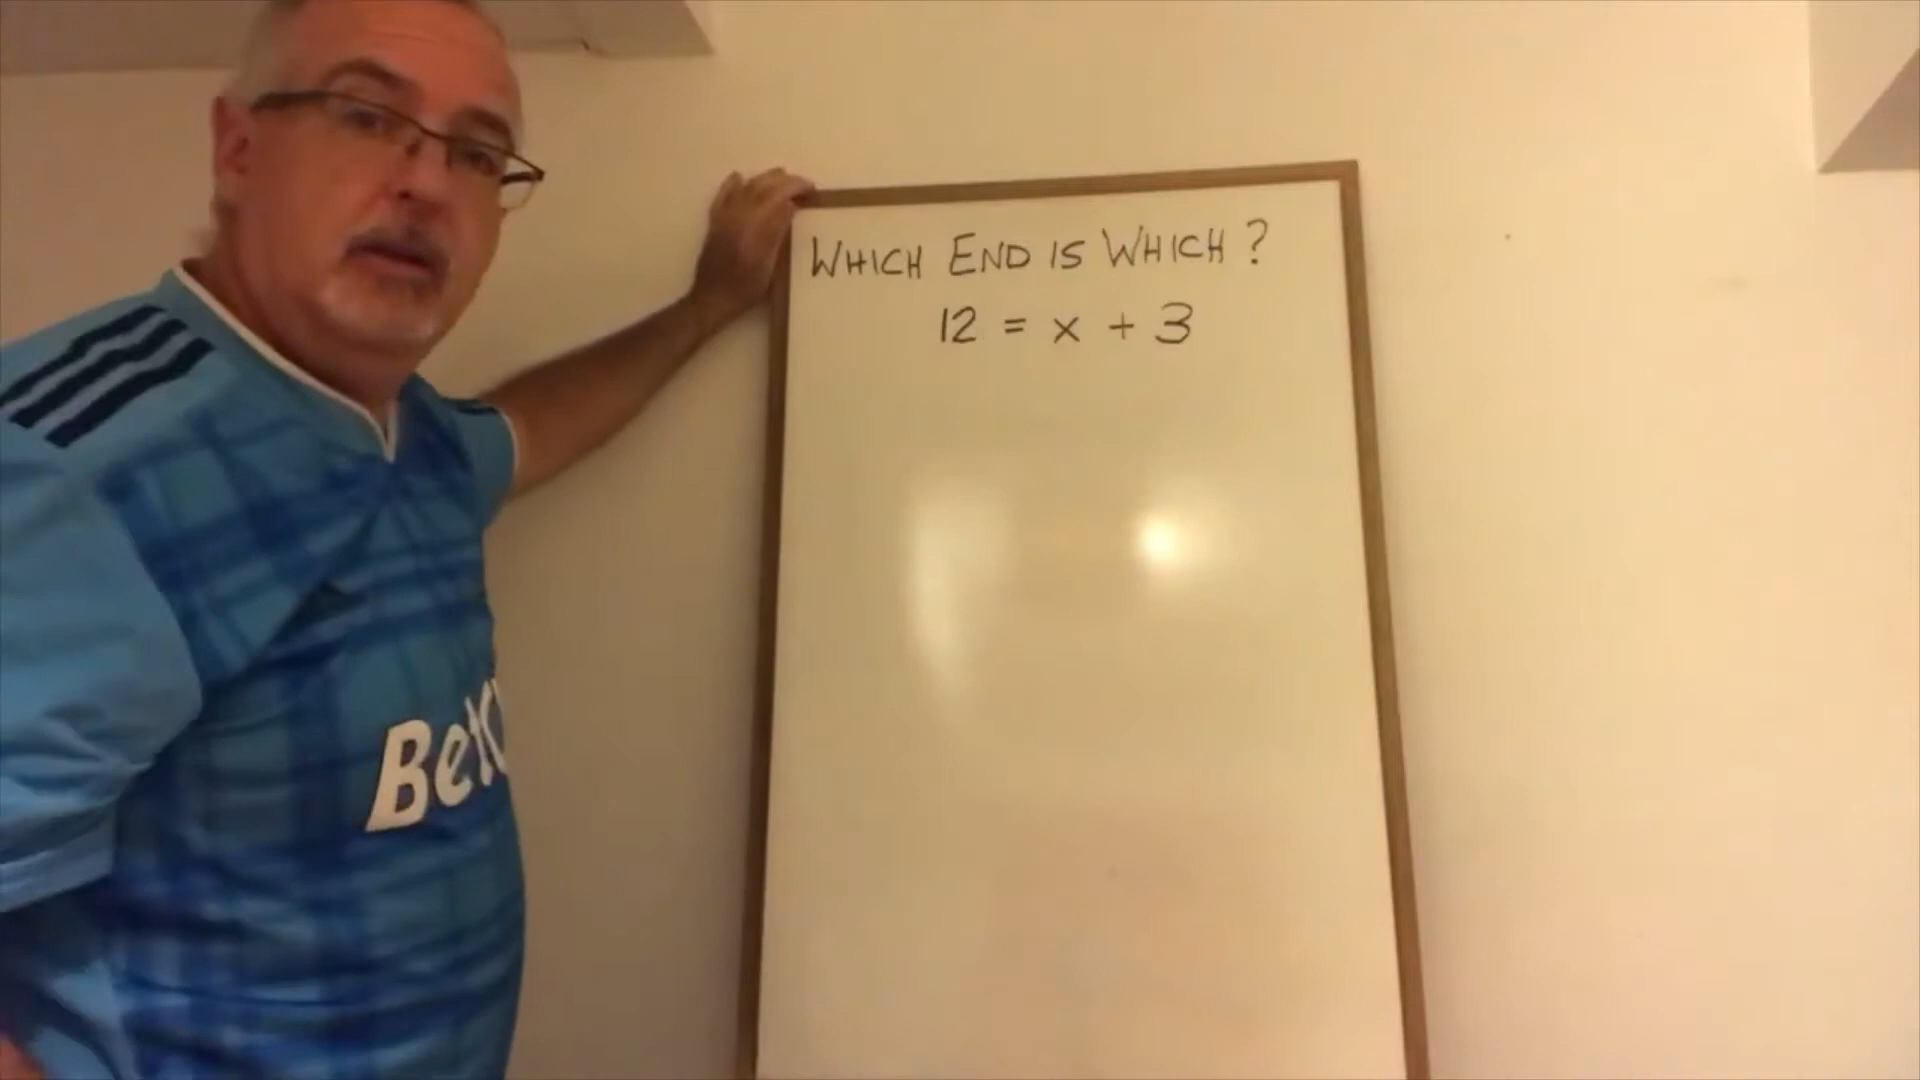 WHICH END IS WHICH?
12 = x + 3